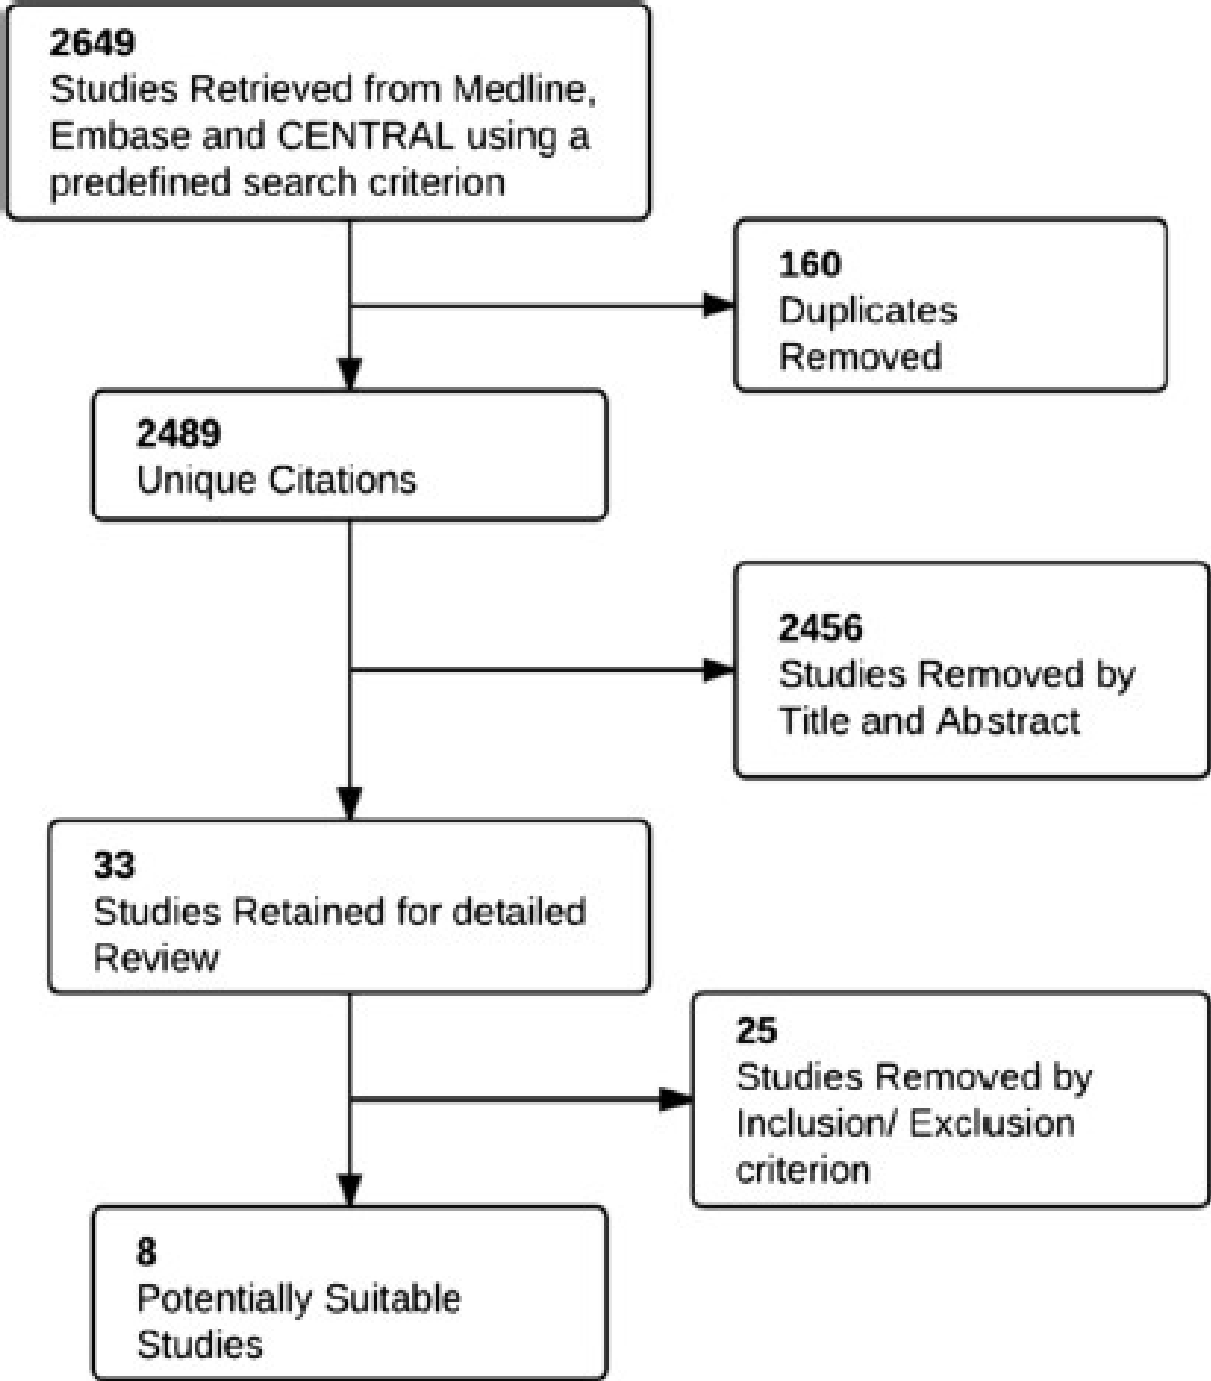 2649
Studies Retrieved from Medline,
Embase and CENTRAL using a
predefined search criterion
160
Duplicates
Removed
2489
Unique Citations
2456
Studies Removed by
Title and Abstract
33
Studies Retained for detailed
Review
25
Studies Removed by
Inclusion/ Exclusion
criterion
8
Potentially Suitable
Studies